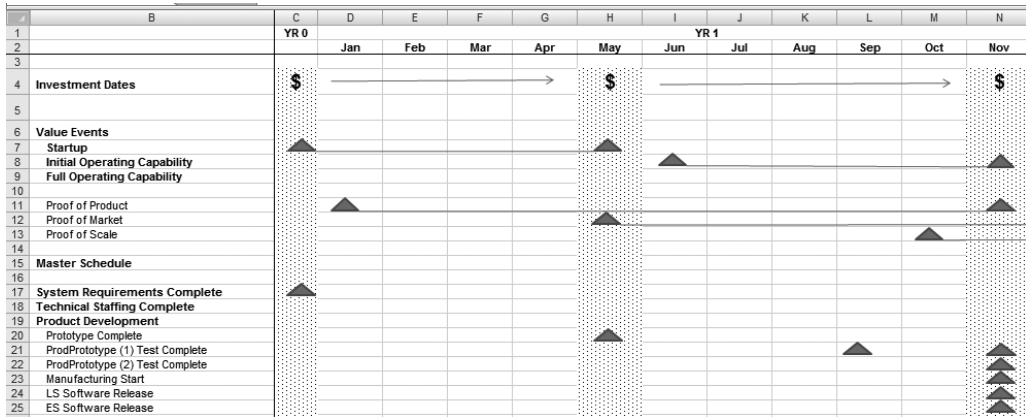 B C D E F G H I J K L M N
1 YR 0 YR 1
2 Jan Feb Mar Apr May Jun Jul Aug Sep Oct Nov
3
4 Investment Dates $ $ $
5
6 Value Events
7 Startup
8 Initial Operating Capability
9 Full Operating Capability
10
11 Proof of Product
12 Proof of Market
13 Proof of Scale
14
15 Master Schedule
16
17 System Requirements Complete
18 Technical Staffing Complete
19 Product Development
20 Prototype Complete
21 ProdPrototype (1) Test Complete
22 ProdPrototype (2) Test Complete
23 Manufacturing Start
24 LS Software Release
25 ES Software Release